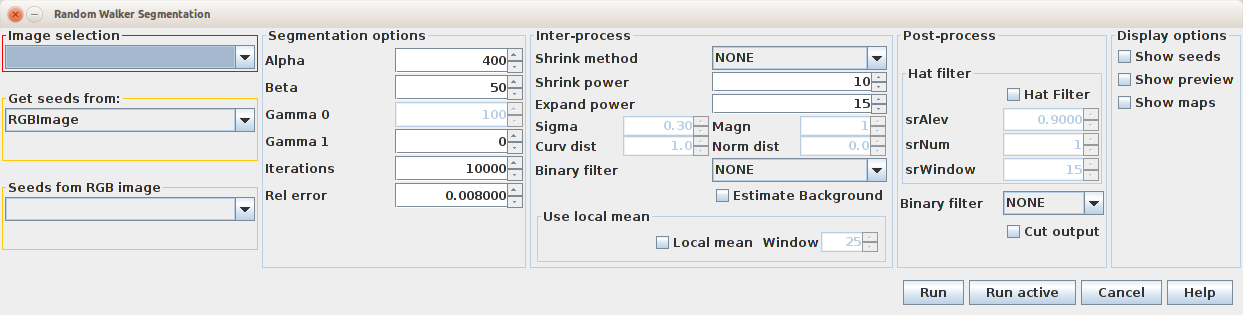 Random Walker Segmentation
Image selection
Get seeds from:
RGBImage
Seeds fom RGB image
Segmentation options
Alpha 400
Beta 50
Gamma 0 100
Gamma 1 0
Iterations 10000
Rel error 0.008000
Inter-process
Shrink method NONE
Shrink power 10
Expand power 15
Sigma 0.30 Magn 1
Curv dist 1.0 Norm dist 0.0
Binary filter NONE
Estimate Background
Use local mean
Local mean Window 25
Post-process
Hat filter
Hat Filter
srAlev 0.9000
srNum 1
srWindow 15
Binary filter NONE
Cut output
Display options
Show seeds
Show preview
Show maps
Run Run active Cancel Help